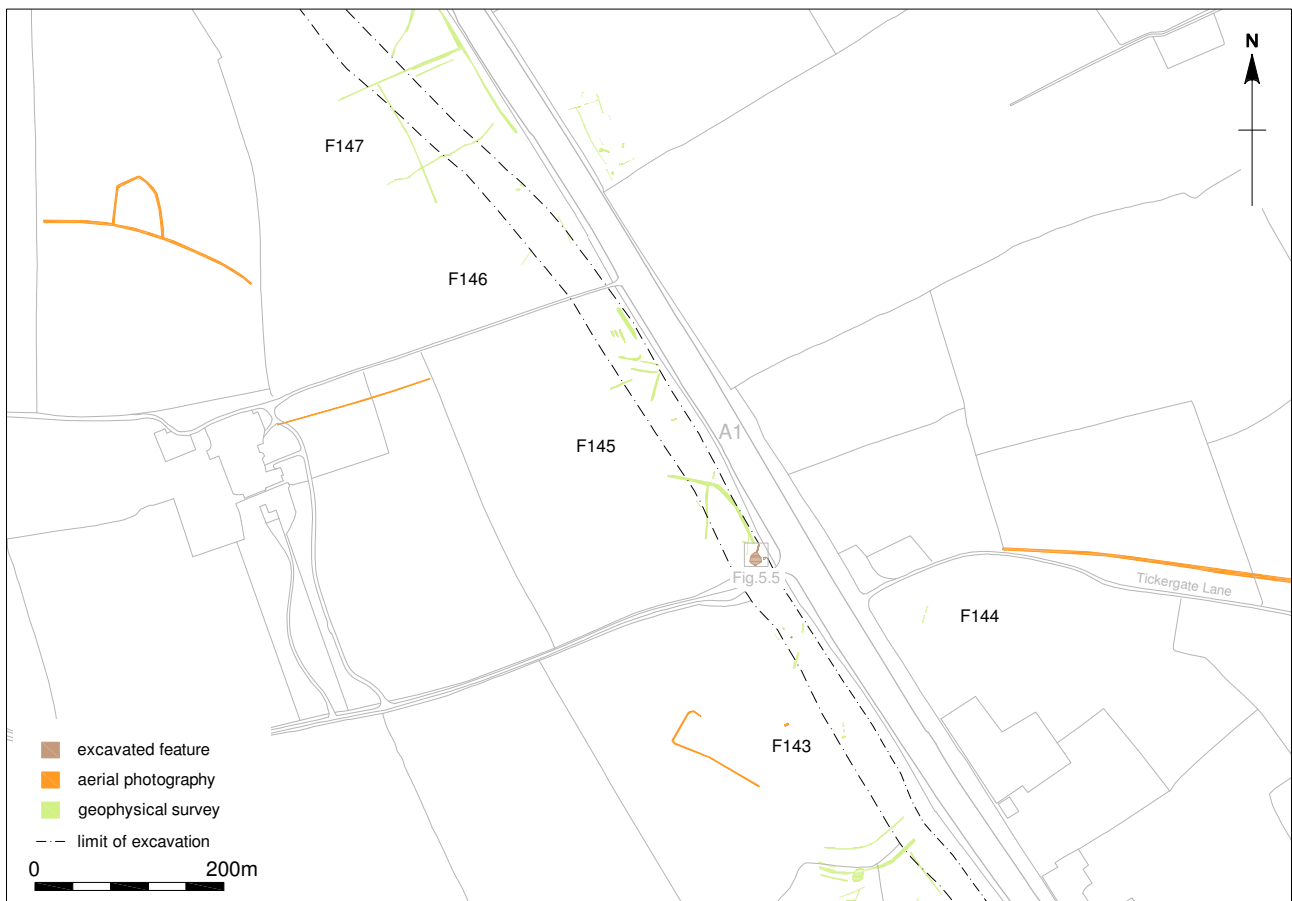 N
F147
F146
A1
F145
Fig.5.5
Tickergate Lane
F144
F143
excavated feature
aerial photography
geophysical survey
limit of excavation
0 200m